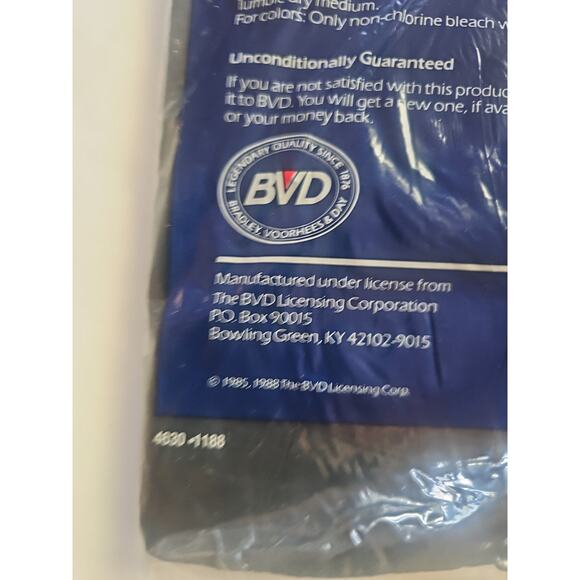 Tumble dry medium.
For colors: Only non-chlorine bleach w
Unconditionally Guaranteed
If you are not satisfied with this produc
it to BVD. You will get a new one, if ava
or your money back.
LEGENDARY QUALITY SINCE 1876
BVD
BRADLEY, VOORHEES & DAY
Manufactured under license from
The BVD Licensing Corporation
P.O. Box 90015
Bowling Green, KY 42102-9015
© 1985, 1988 The BVD Licensing Corp.
4630-1188